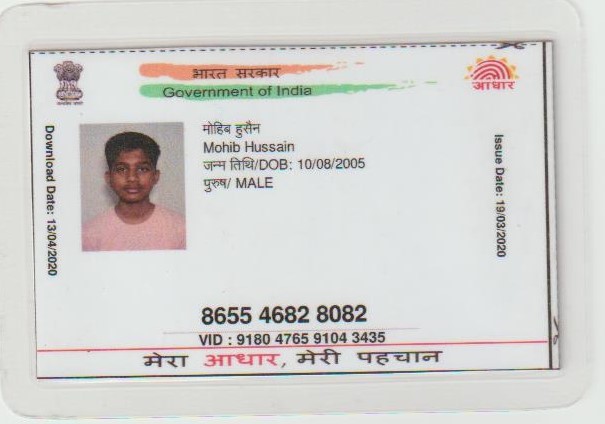 भारत सरकार
Government of India
आधार
Download Date: 13/04/2020
मोहिब हुसैन
Mohib Hussain
जन्म तिथि/DOB: 10/08/2005
पुरुष/ MALE
Issue Date: 19/03/2020
8655 4682 8082
VID : 9180 4765 9104 3435
मेरा आधार, मेरी पहचान